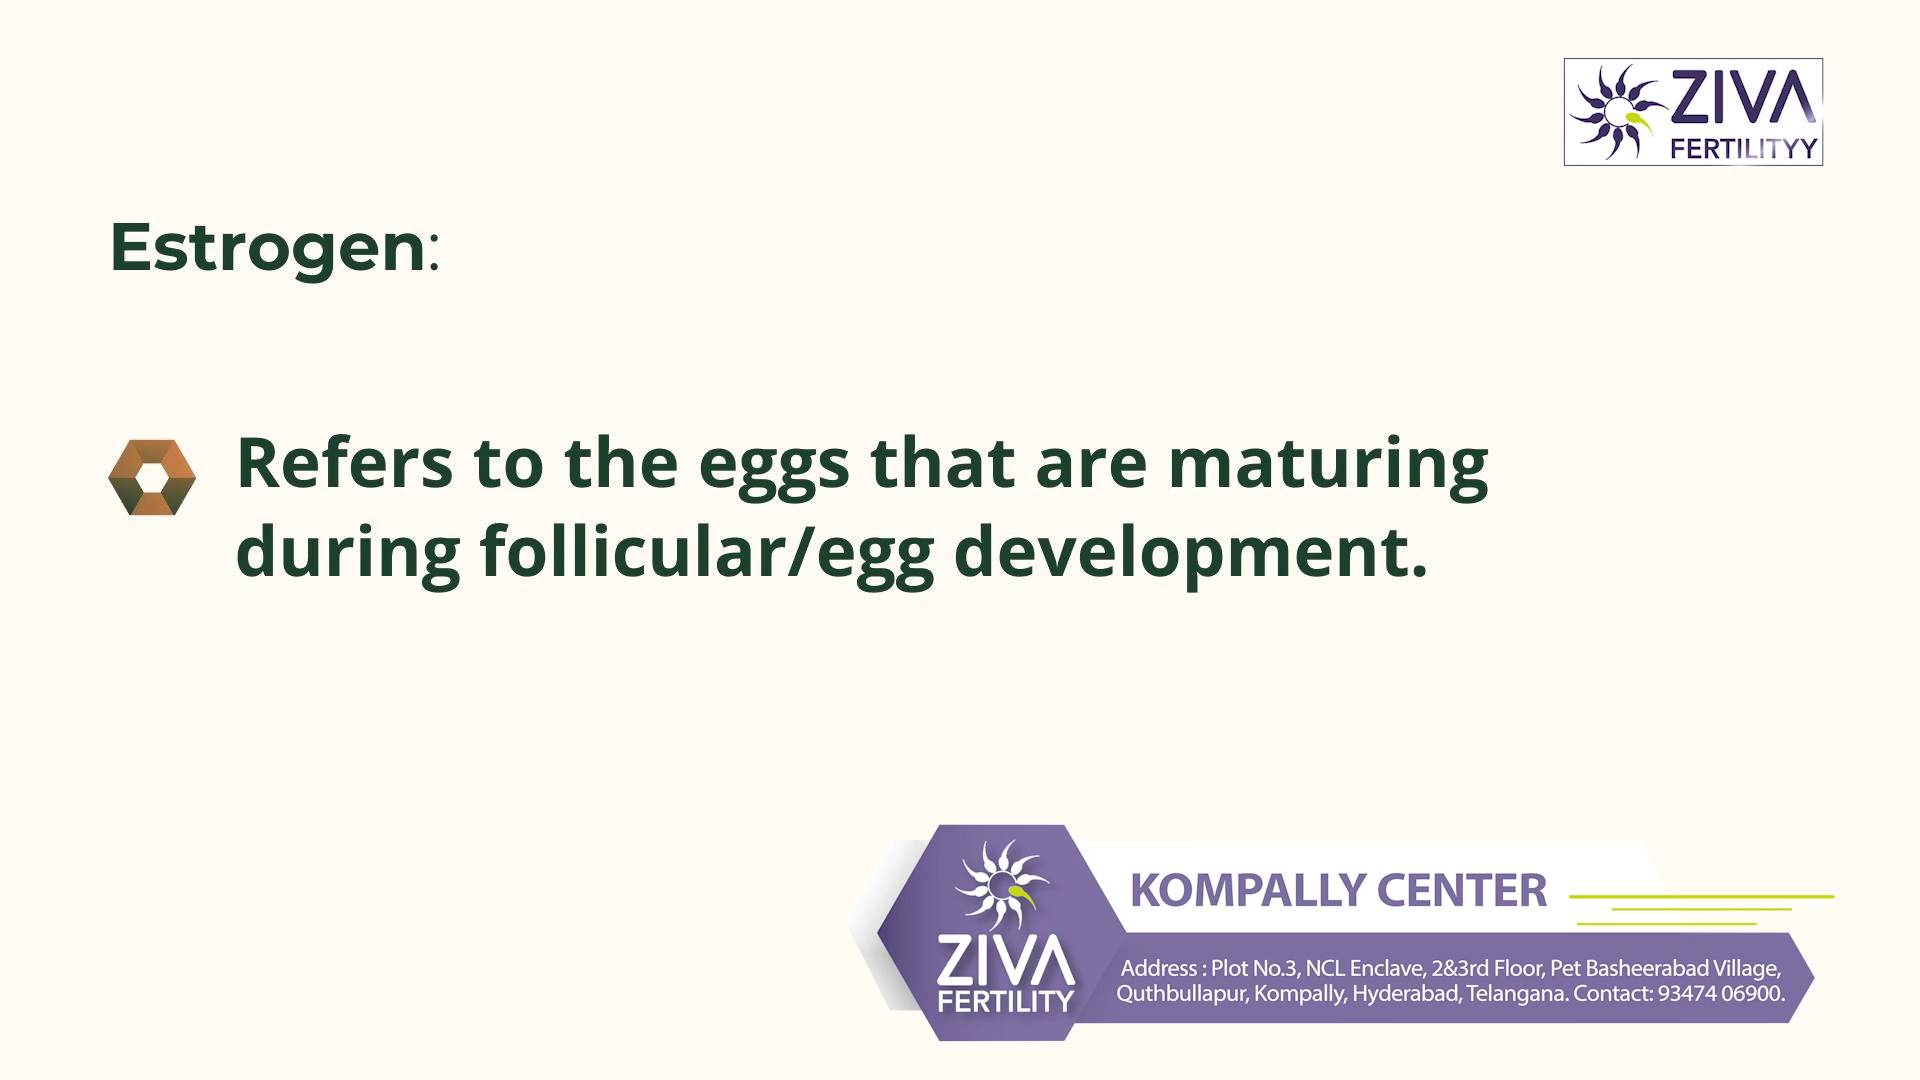 ZIVA
FERTILITYY
Estrogen:
Refers to the eggs that are maturing
during follicular/egg development.
ZIVA
FERTILITY
KOMPALLY CENTER
Address : Plot No.3, NCL Enclave, 2&3rd Floor, Pet Basheerabad Village,
Quthbullapur, Kompally, Hyderabad, Telangana. Contact: 93474 06900.